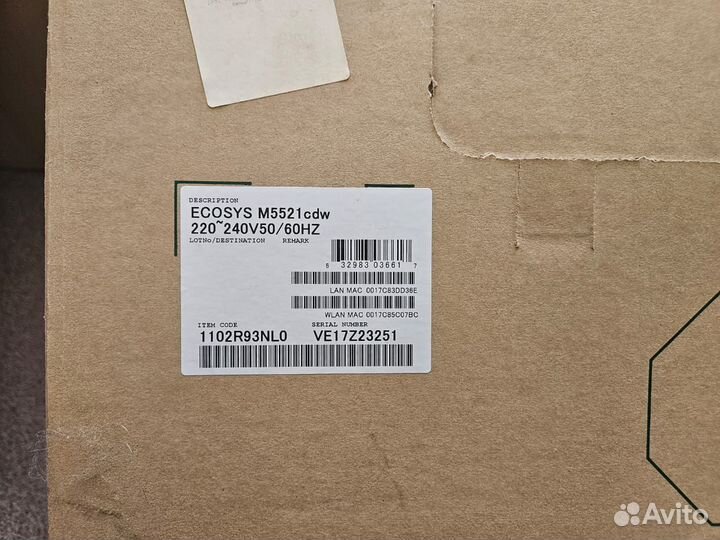 DESCRIPTION
ECOSYS M5521cdw
220~240V50/60HZ
LOTNo/DESTINATION REMARK
6 32983 03661 7
LAN MAC 0017C83DD36E
WLAN MAC 0017C85C07BC
ITEM CODE SERIAL NUMBER
1102R93NL0 VE17Z23251
Avito